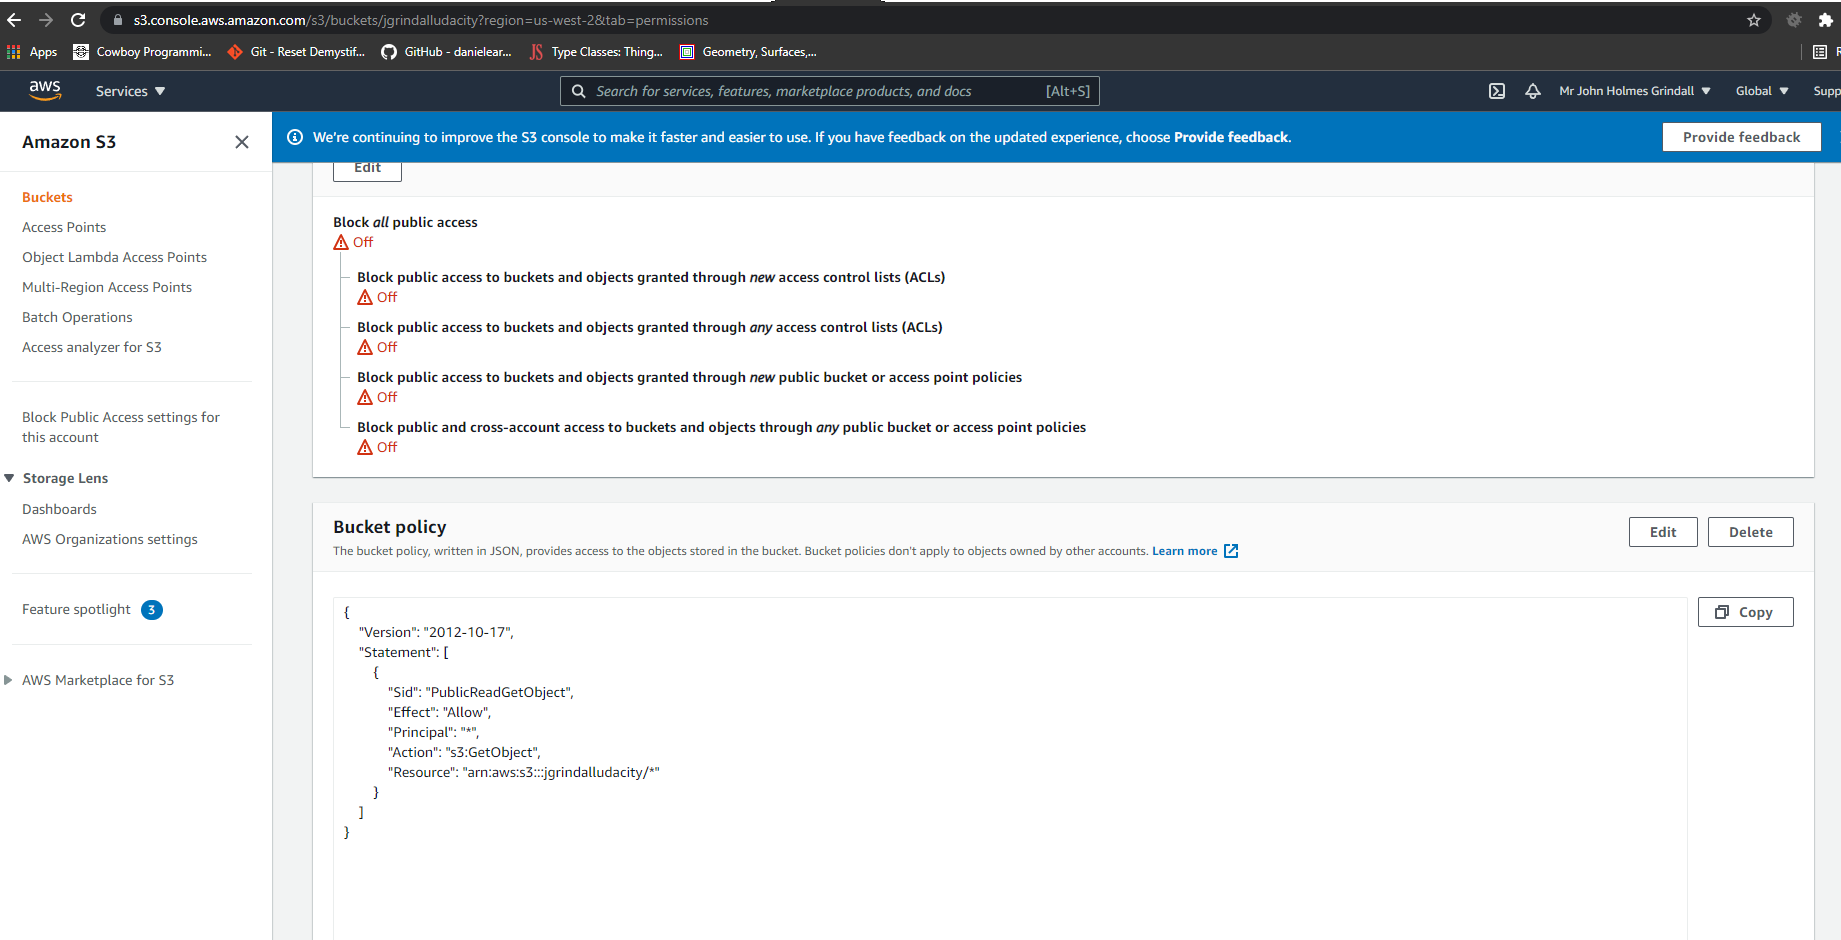 s3.console.aws.amazon.com/s3/buckets/jgrindalludacity?region=us-west-2&tab=permissions
Apps Cowboy Programmi... Git - Reset Demystif... GitHub - danielear... JS Type Classes: Thing... Geometry, Surfaces,...
aws Services Search for services, features, marketplace products, and docs [Alt+S] Mr John Holmes Grindall Global Supp
Amazon S3
We're continuing to improve the S3 console to make it faster and easier to use. If you have feedback on the updated experience, choose Provide feedback.
Provide feedback
Buckets
Access Points
Object Lambda Access Points
Multi-Region Access Points
Batch Operations
Access analyzer for S3
Block Public Access settings for
this account
Storage Lens
Dashboards
AWS Organizations settings
Feature spotlight 3
AWS Marketplace for S3
Edit
Block all public access
Off
Block public access to buckets and objects granted through new access control lists (ACLs)
Off
Block public access to buckets and objects granted through any access control lists (ACLs)
Off
Block public access to buckets and objects granted through new public bucket or access point policies
Off
Block public and cross-account access to buckets and objects through any public bucket or access point policies
Off
Bucket policy
Edit Delete
The bucket policy, written in JSON, provides access to the objects stored in the bucket. Bucket policies don't apply to objects owned by other accounts. Learn more
Copy
{
"Version": "2012-10-17",
"Statement": [
{
"Sid": "PublicReadGetObject",
"Effect": "Allow",
"Principal": "*",
"Action": "s3:GetObject",
"Resource": "arn:aws:s3:::jgrindalludacity/*"
}
]
}